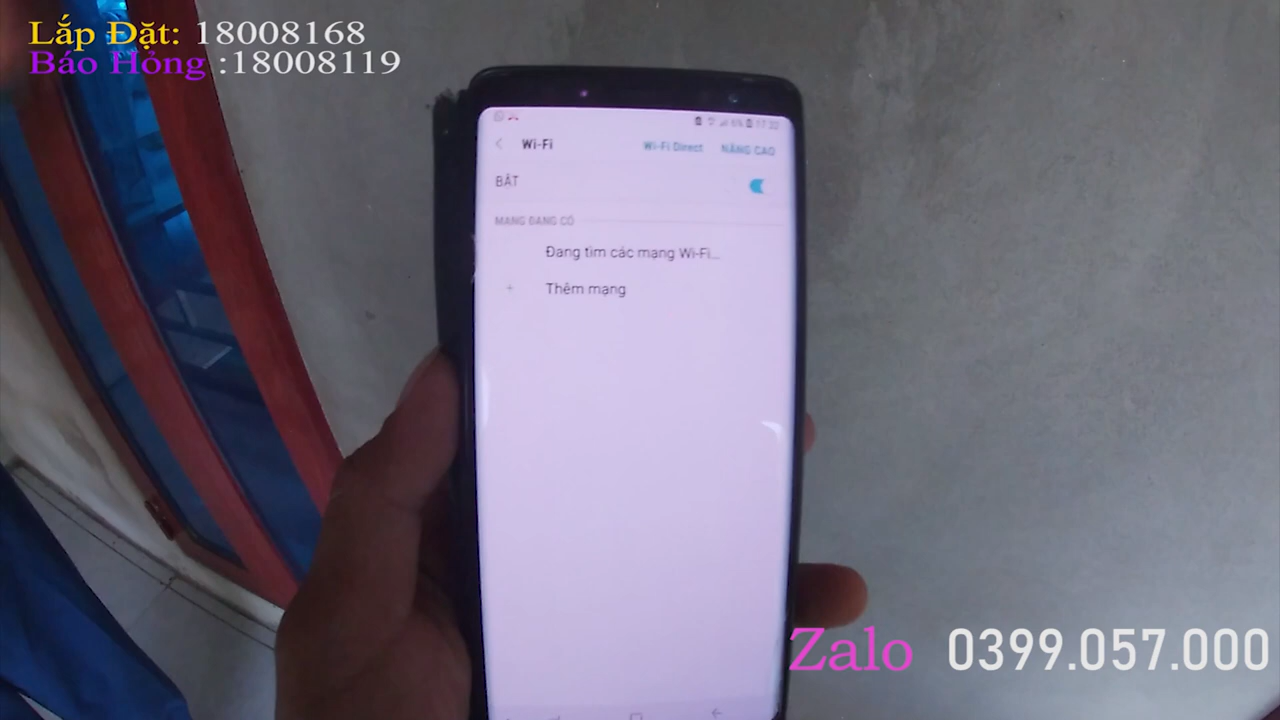 Lắp Đặt: 18008168
Báo Hỏng :18008119
Wi-Fi
Wi-Fi Direct NÂNG CAO
BẬT
MẠNG ĐANG CÓ
Đang tìm các mạng Wi-Fi...
Thêm mạng
Zalo 0399.057.000